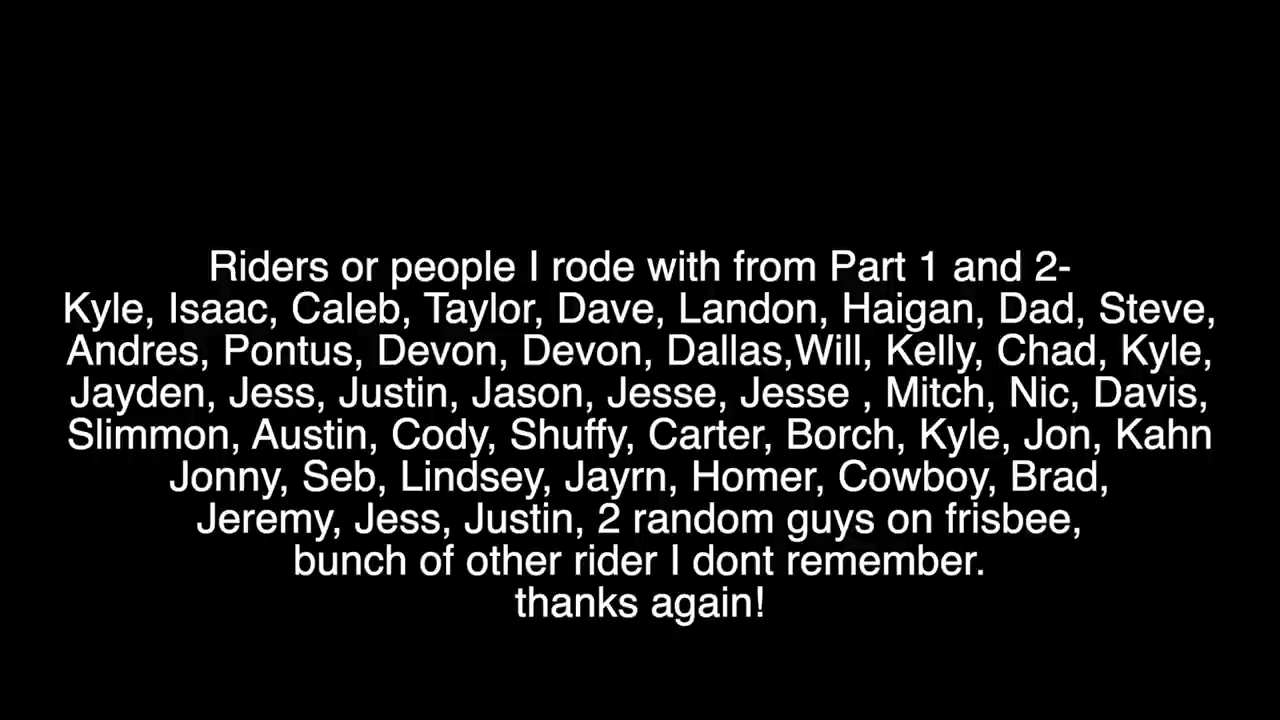 Riders or people I rode with from Part 1 and 2-
Kyle, Isaac, Caleb, Taylor, Dave, Landon, Haigan, Dad, Steve,
Andres, Pontus, Devon, Devon, Dallas,Will, Kelly, Chad, Kyle,
Jayden, Jess, Justin, Jason, Jesse, Jesse , Mitch, Nic, Davis,
Slimmon, Austin, Cody, Shuffy, Carter, Borch, Kyle, Jon, Kahn
Jonny, Seb, Lindsey, Jayrn, Homer, Cowboy, Brad,
Jeremy, Jess, Justin, 2 random guys on frisbee,
bunch of other rider I dont remember.
thanks again!